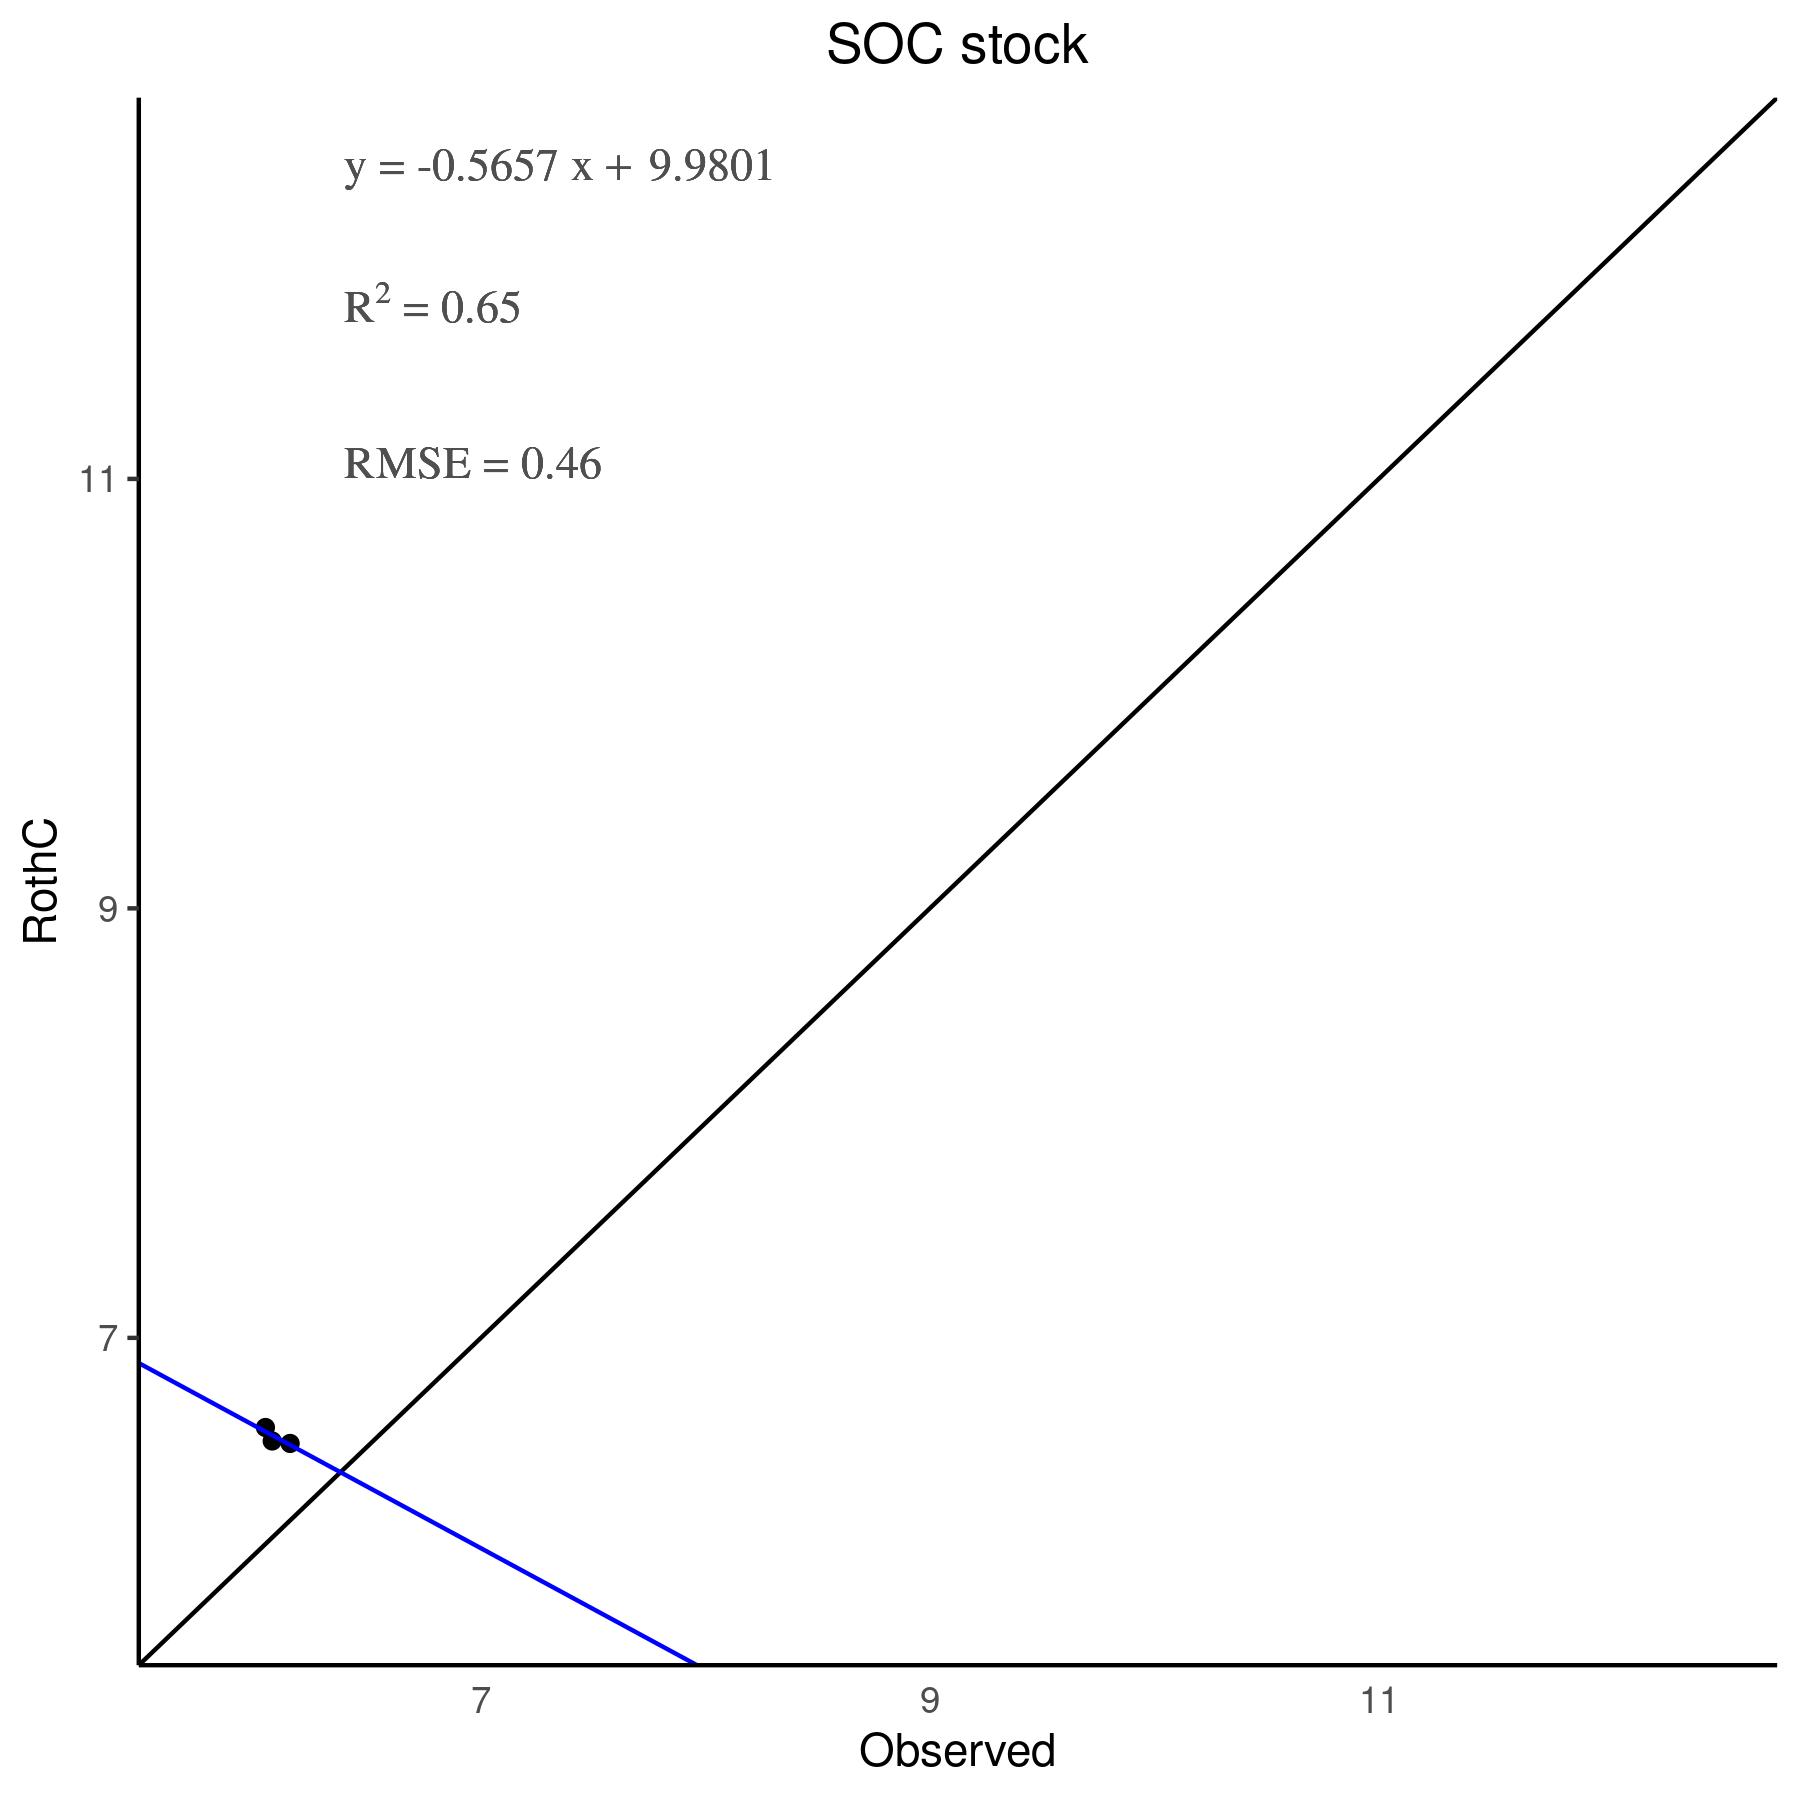 SOC stock
y = -0.5657 x + 9.9801
R² = 0.65
RMSE = 0.46
11
9
7
RothC
7 9 11
Observed